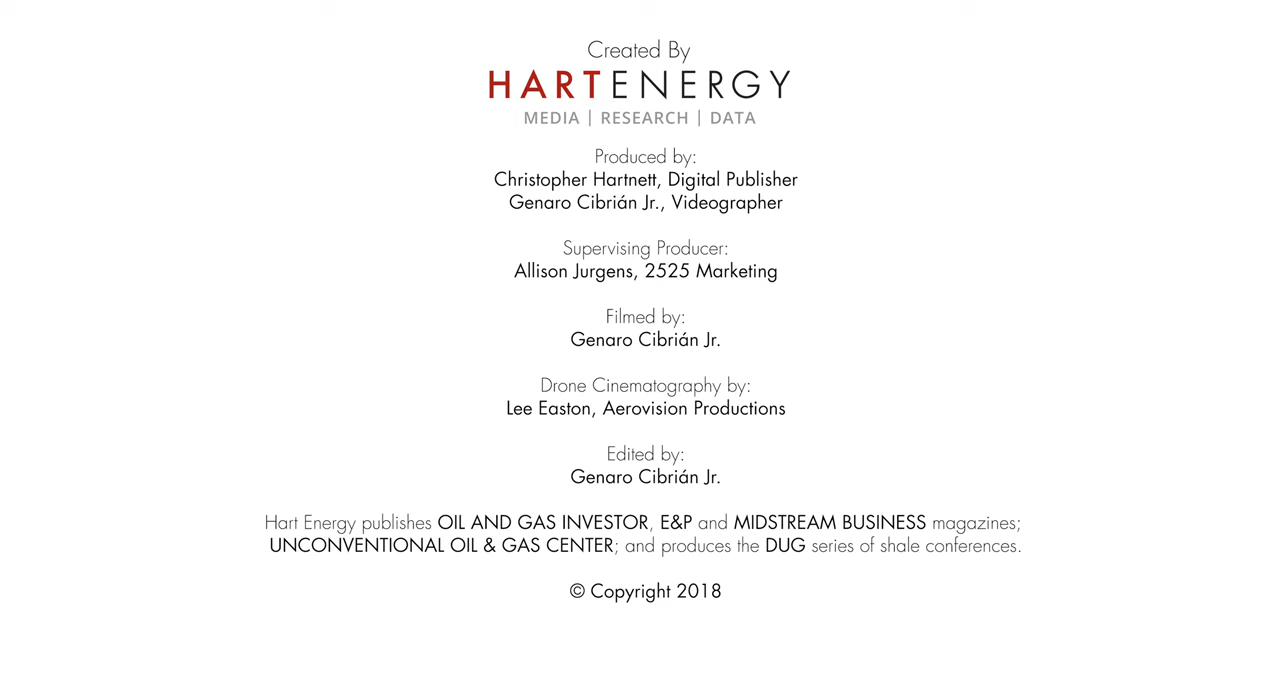 Created By
HARTENERGY
MEDIA | RESEARCH | DATA
Produced by:
Christopher Hartnett, Digital Publisher
Genaro Cibrián Jr., Videographer
Supervising Producer:
Allison Jurgens, 2525 Marketing
Filmed by:
Genaro Cibrián Jr.
Drone Cinematography by:
Lee Easton, Aerovision Productions
Edited by:
Genaro Cibrián Jr.
Hart Energy publishes OIL AND GAS INVESTOR, E&P and MIDSTREAM BUSINESS magazines;
UNCONVENTIONAL OIL & GAS CENTER; and produces the DUG series of shale conferences.
© Copyright 2018